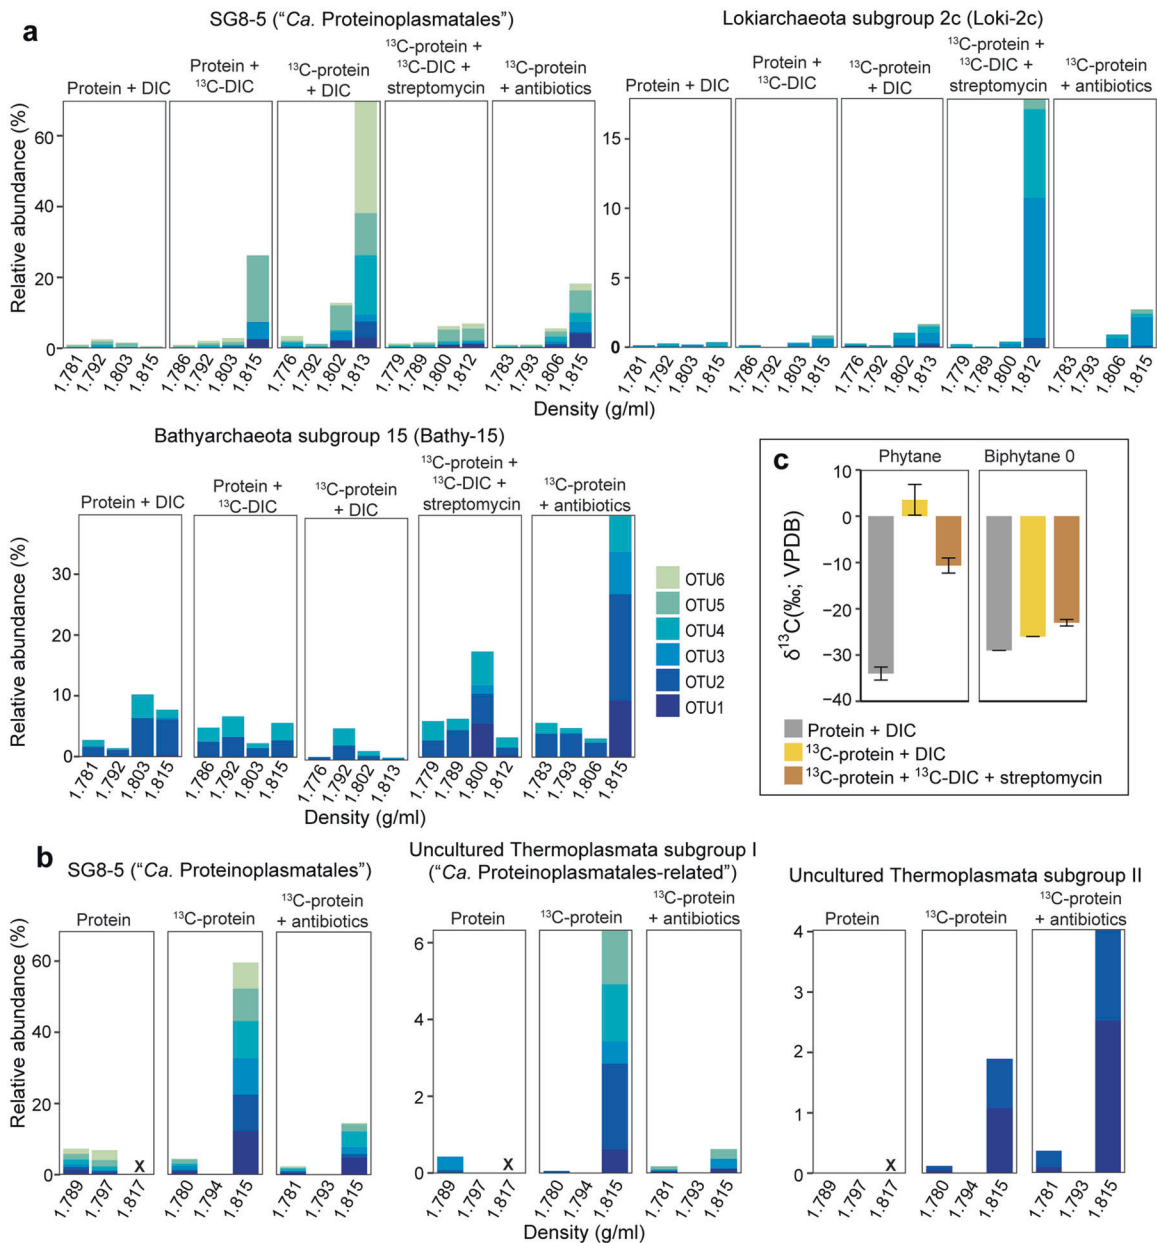 a
SG8-5 ("Ca. Proteinoplasmatales")
Protein + DIC
Protein +
¹³C-DIC
¹³C-protein
+ DIC
¹³C-protein +
¹³C-DIC +
streptomycin
¹³C-protein
+ antibiotics
Relative abundance (%)
60
40
20
0
1.781 1.792 1.803 1.815 1.786 1.792 1.803 1.815 1.776 1.792 1.802 1.813 1.779 1.789 1.800 1.812 1.783 1.793 1.806 1.815
Lokiarchaeota subgroup 2c (Loki-2c)
Protein + DIC
Protein +
¹³C-DIC
¹³C-protein
+ DIC
¹³C-protein +
¹³C-DIC +
streptomycin
¹³C-protein
+ antibiotics
Relative abundance (%)
15
10
5
0
1.781 1.792 1.803 1.815 1.786 1.792 1.803 1.815 1.776 1.792 1.802 1.813 1.779 1.789 1.800 1.812 1.783 1.793 1.806 1.815
Density (g/ml)
Bathyarchaeota subgroup 15 (Bathy-15)
Protein + DIC
Protein +
¹³C-DIC
¹³C-protein
+ DIC
¹³C-protein +
¹³C-DIC +
streptomycin
¹³C-protein
+ antibiotics
Relative abundance (%)
30
20
10
0
1.781 1.792 1.803 1.815 1.786 1.792 1.803 1.815 1.776 1.792 1.802 1.813 1.779 1.789 1.800 1.812 1.783 1.793 1.806 1.815
Density (g/ml)
OTU6
OTU5
OTU4
OTU3
OTU2
OTU1
c
Phytane
Biphytane 0
δ¹³C(‰; VPDB)
10
0
−10
−20
−30
−40
Protein + DIC
¹³C-protein + DIC
¹³C-protein + ¹³C-DIC + streptomycin
b
SG8-5 ("Ca. Proteinoplasmatales")
Protein
¹³C-protein
¹³C-protein
+ antibiotics
Relative abundance (%)
60
40
20
0
X
1.789 1.797 1.817 1.780 1.794 1.815 1.781 1.793 1.815
Uncultured Thermoplasmata subgroup I
("Ca. Proteinoplasmatales-related")
Protein
¹³C-protein
¹³C-protein
+ antibiotics
6
4
2
0
X
1.789 1.797 1.817 1.780 1.794 1.815 1.781 1.793 1.815
Uncultured Thermoplasmata subgroup II
Protein
¹³C-protein
¹³C-protein
+ antibiotics
4
3
2
1
0
X
1.789 1.797 1.817 1.780 1.794 1.815 1.781 1.793 1.815
Density (g/ml)